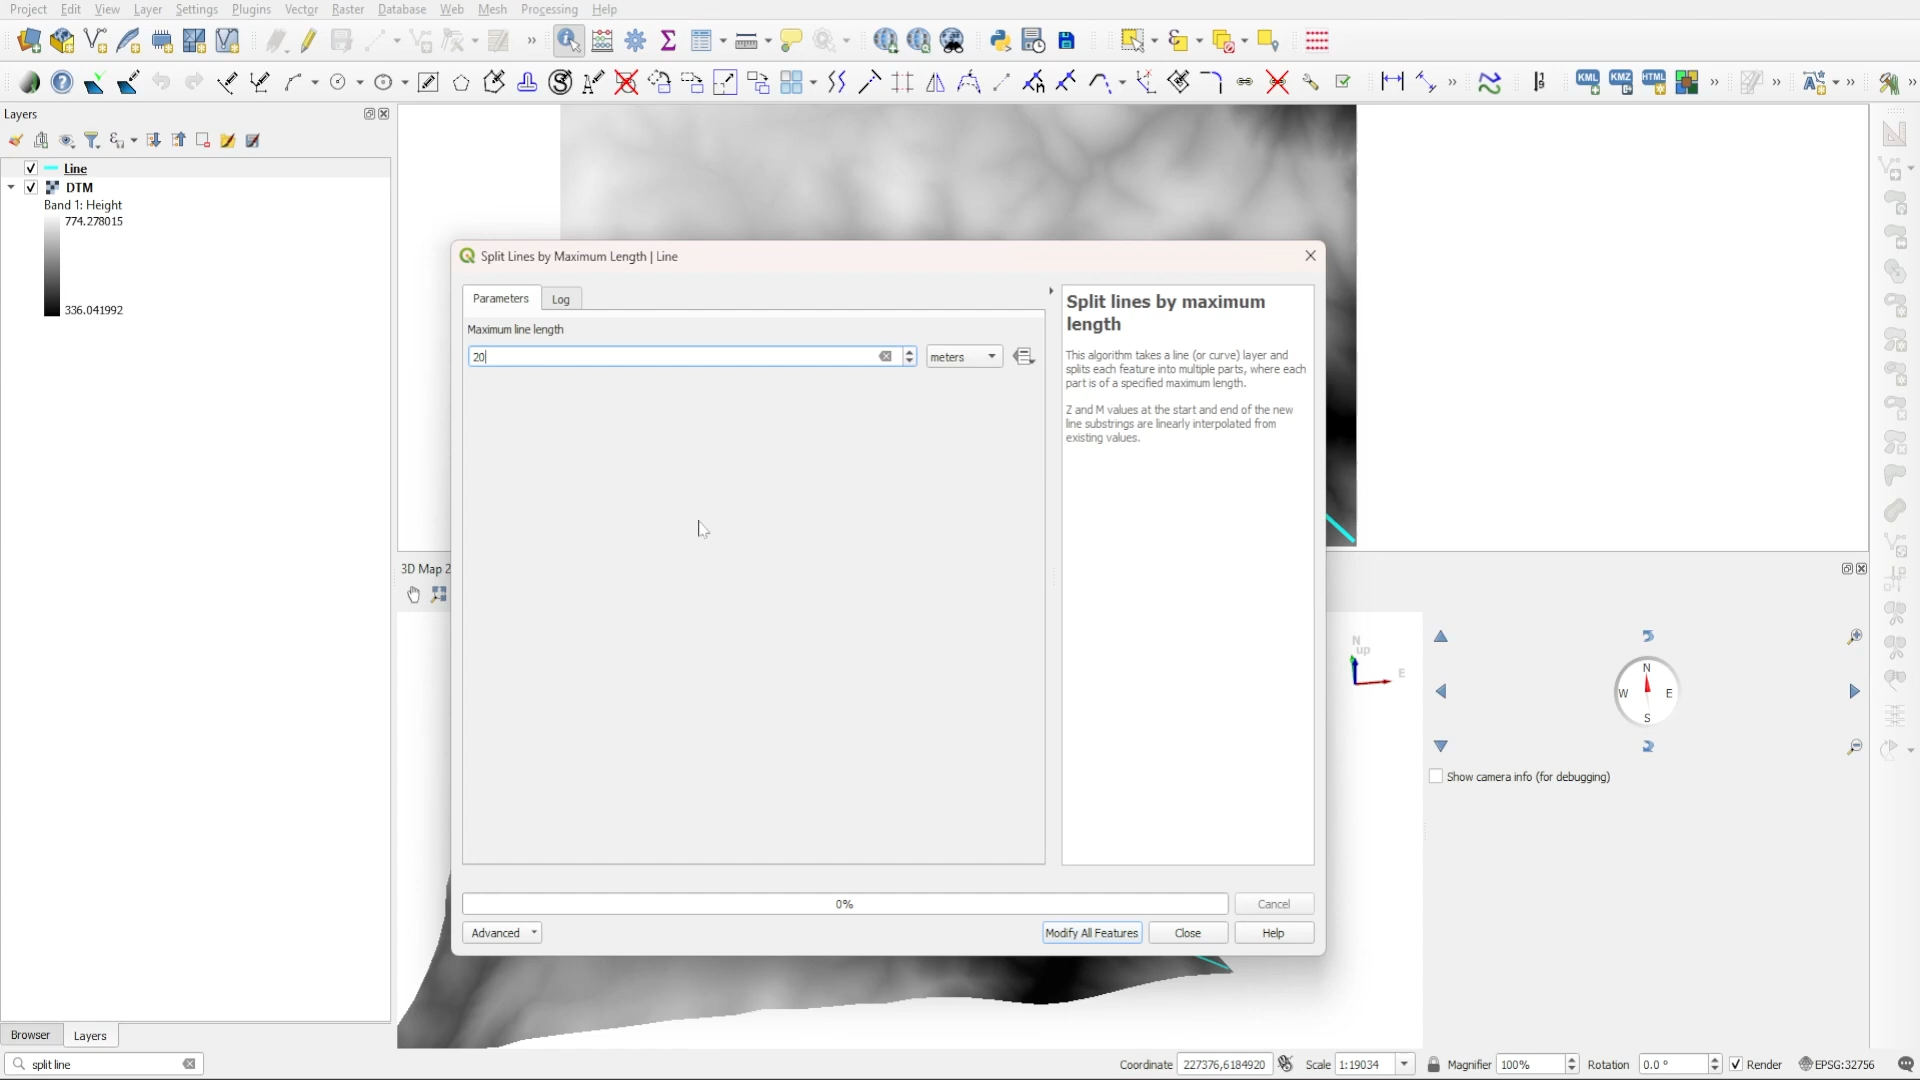 Project Edit View Layer Settings Plugins Vector Raster Database Web Mesh Processing Help
KML KMZ HTML
Layers
Line
DTM
Band 1: Height
774.278015
336.041992
Split Lines by Maximum Length | Line
Parameters Log
Maximum line length
20 meters
Split lines by maximum
length
This algorithm takes a line (or curve) layer and
splits each feature into multiple parts, where each
part is of a specified maximum length.
Z and M values at the start and end of the new
line substrings are linearly interpolated from
existing values.
3D Map 2
N
up
E
N
W E
S
Show camera info (for debugging)
0% Cancel
Advanced Modify All Features Close Help
Browser Layers
split line Coordinate 227376,6184920 Scale 1:19034 Magnifier 100% Rotation 0.0 ° Render EPSG:32756